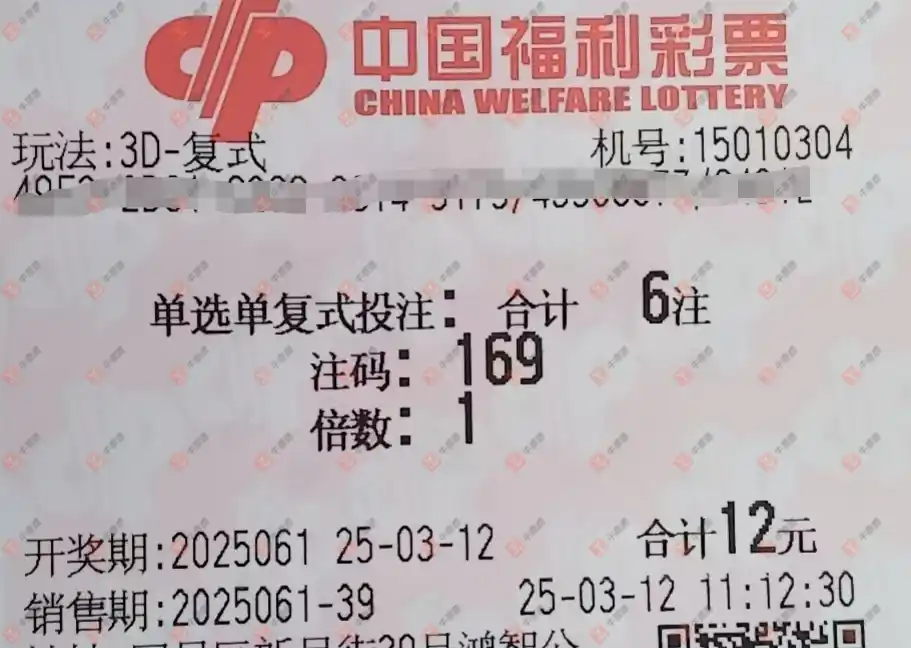 中国福利彩票
CHINA WELFARE LOTTERY
玩法:3D-复式 机号:15010304
单选单复式投注: 合计 6注
注码: 169
倍数: 1
开奖期:2025061 25-03-12 合计12元
销售期:2025061-39 25-03-12 11:12:30